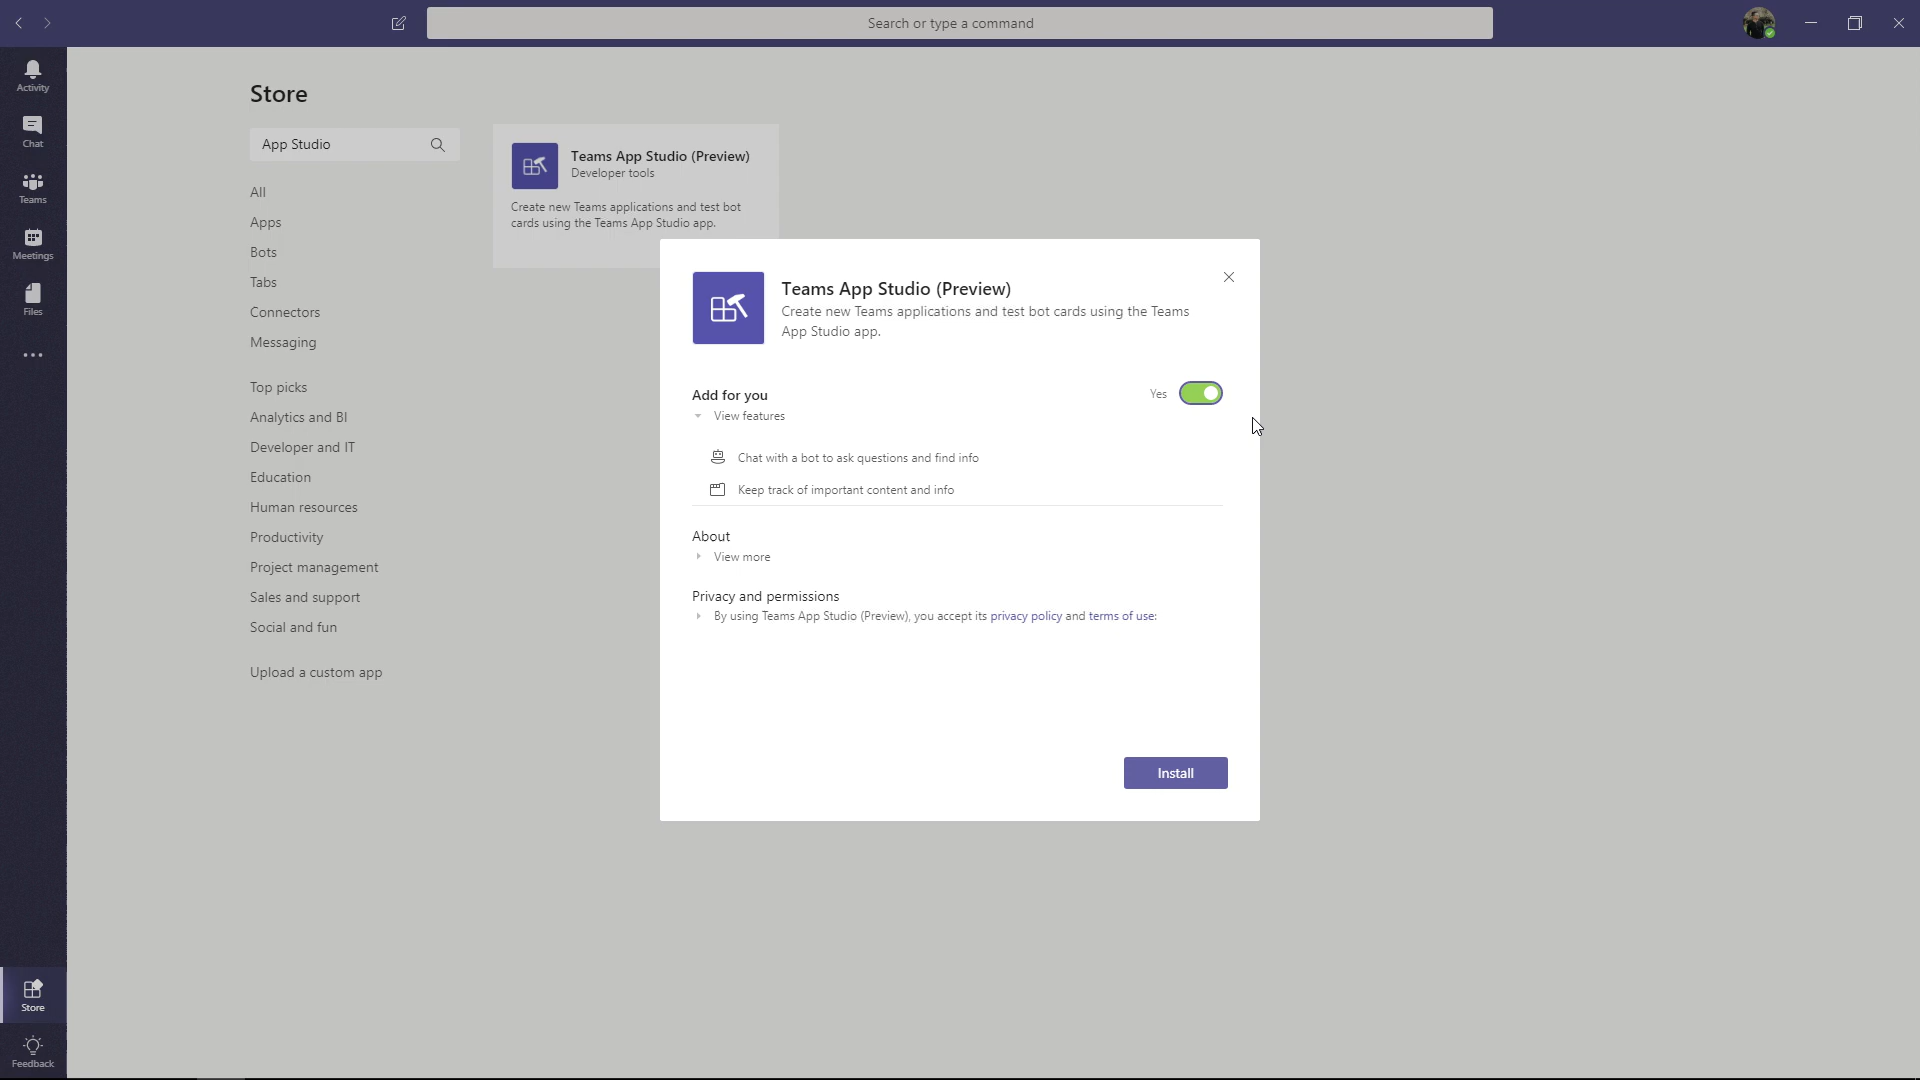 Search or type a command
Activity
Chat
Teams
Meetings
Files
Store
Feedback
Store
App Studio
All
Apps
Bots
Tabs
Connectors
Messaging
Top picks
Analytics and BI
Developer and IT
Education
Human resources
Productivity
Project management
Sales and support
Social and fun
Upload a custom app
Teams App Studio (Preview)
Developer tools
Create new Teams applications and test bot
cards using the Teams App Studio app.
Teams App Studio (Preview)
Create new Teams applications and test bot cards using the Teams
App Studio app.
Add for you
Yes
View features
Chat with a bot to ask questions and find info
Keep track of important content and info
About
View more
Privacy and permissions
By using Teams App Studio (Preview), you accept its privacy policy and terms of use:
Install